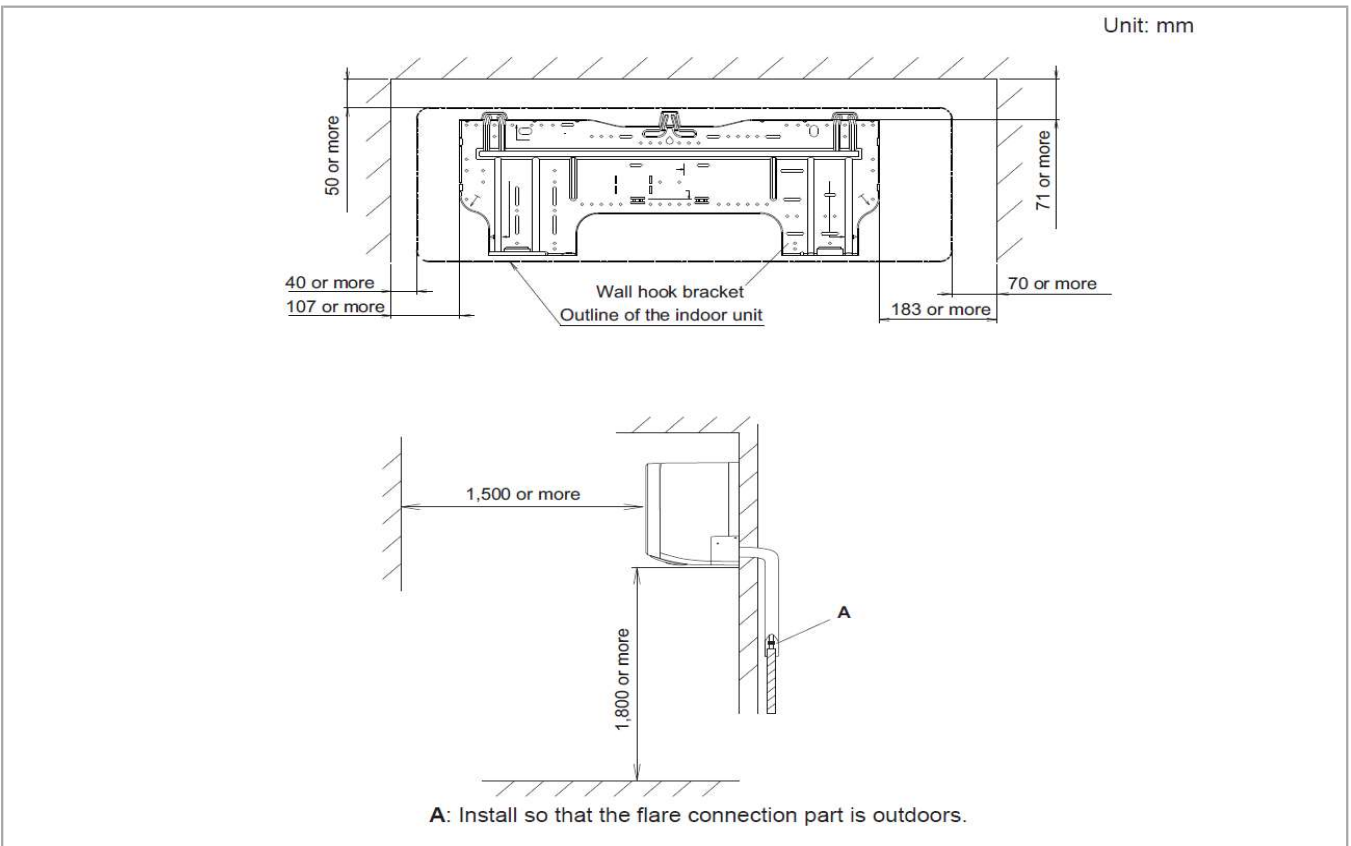 Unit: mm
50 or more
71 or more
40 or more
107 or more
Wall hook bracket
Outline of the indoor unit
70 or more
183 or more
1,500 or more
A
1,800 or more
A: Install so that the flare connection part is outdoors.